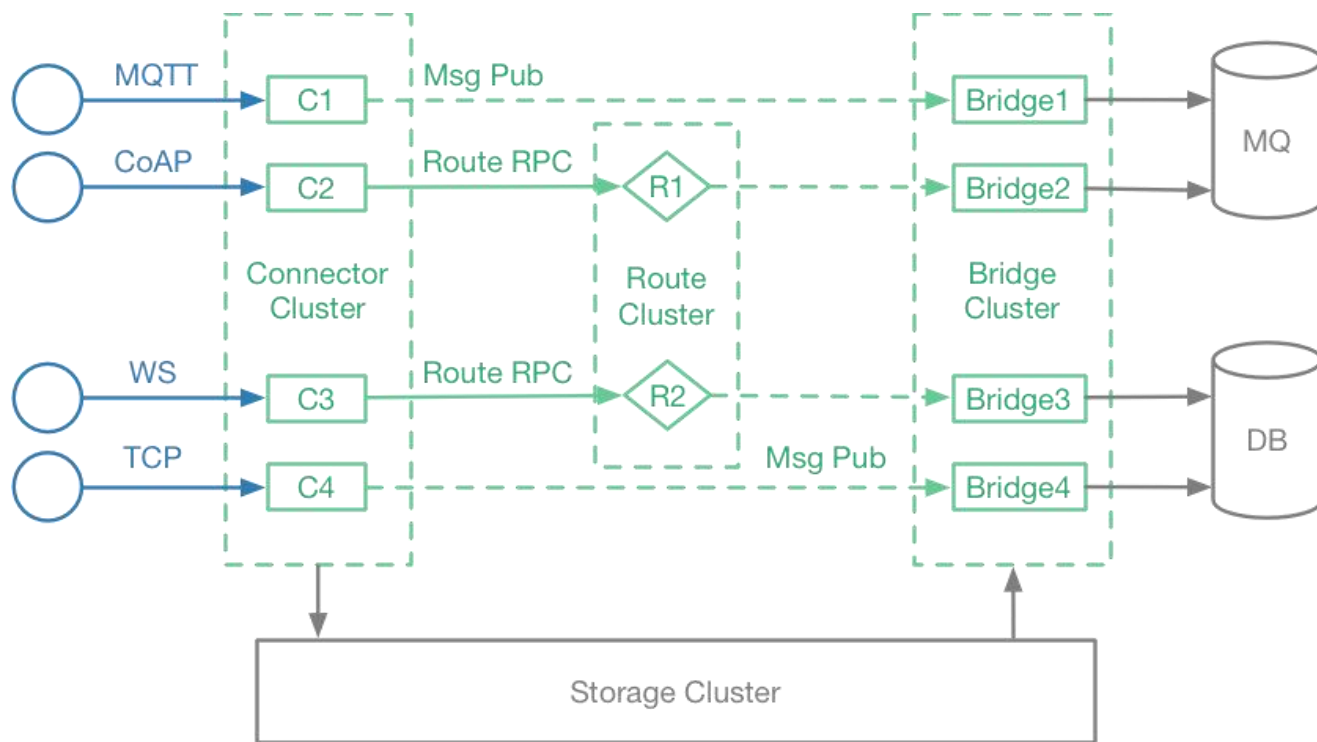 MQTT
C1
Msg Pub
Bridge1
MQ
CoAP
C2
Route RPC
R1
Bridge2
Connector
Cluster
Route
Cluster
Bridge
Cluster
WS
C3
Route RPC
R2
Bridge3
DB
TCP
C4
Msg Pub
Bridge4
Storage Cluster